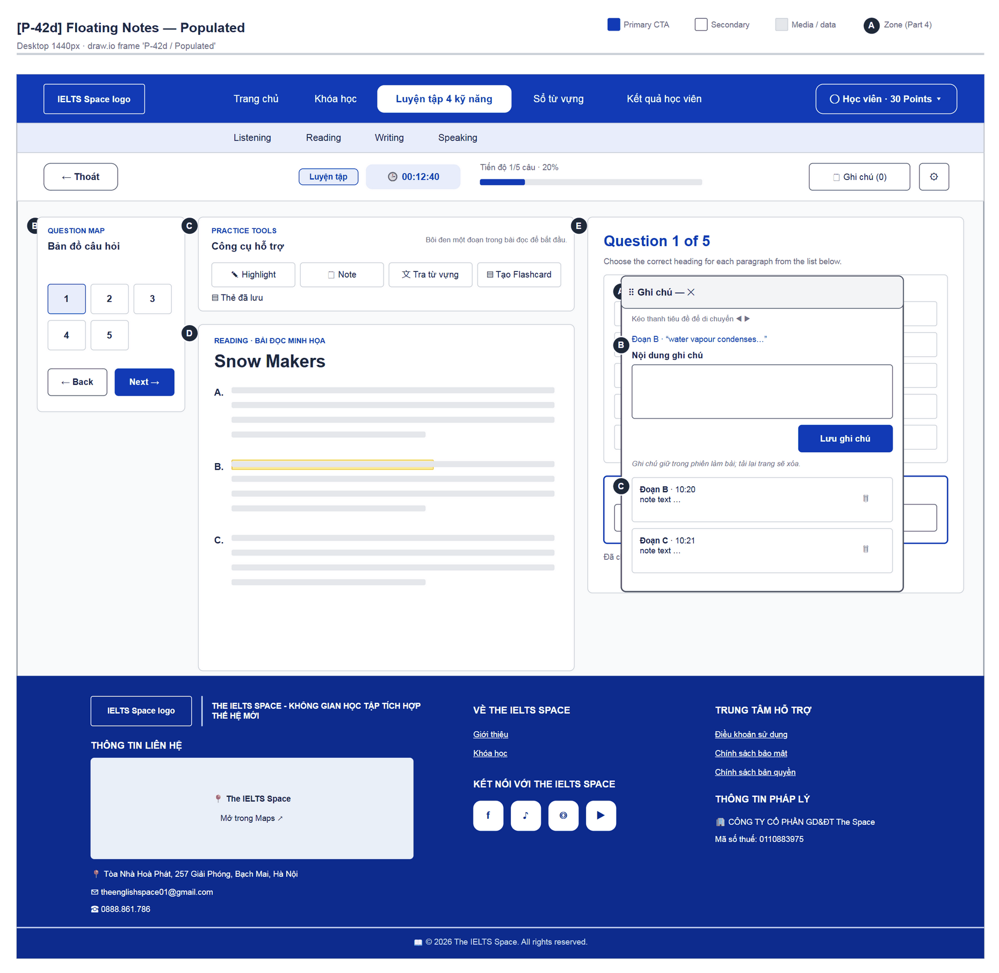 [P-42d] Floating Notes — Populated
Desktop 1440px · draw.io frame 'P-42d / Populated'
Primary CTA
Secondary
Media / data
A Zone (Part 4)
IELTS Space logo
Trang chủ
Khóa học
Luyện tập 4 kỹ năng
Sổ từ vựng
Kết quả học viên
Học viên · 30 Points ▾
Listening
Reading
Writing
Speaking
← Thoát
Luyện tập
00:12:40
Tiến độ 1/5 câu · 20%
Ghi chú (0)
B
QUESTION MAP
Bản đồ câu hỏi
1
2
3
4
5
← Back
Next →
C
PRACTICE TOOLS
Công cụ hỗ trợ
Bôi đen một đoạn trong bài đọc để bắt đầu.
Highlight
Note
文 Tra từ vựng
Tạo Flashcard
Thẻ đã lưu
D
READING · BÀI ĐỌC MINH HỌA
Snow Makers
A.
B.
C.
E
Question 1 of 5
Choose the correct heading for each paragraph from the list below.
A
Ghi chú — ✕
Kéo thanh tiêu đề để di chuyển ◀ ▶
B
Đoạn B · “water vapour condenses…”
Nội dung ghi chú
Lưu ghi chú
Ghi chú giữ trong phiên làm bài; tải lại trang sẽ xóa.
C
Đoạn B · 10:20
note text …
Đoạn C · 10:21
note text …
Đã c
IELTS Space logo
THE IELTS SPACE - KHÔNG GIAN HỌC TẬP TÍCH HỢP
THẾ HỆ MỚI
THÔNG TIN LIÊN HỆ
The IELTS Space
Mở trong Maps ↗
Tòa Nhà Hoà Phát, 257 Giải Phóng, Bạch Mai, Hà Nội
theenglishspace01@gmail.com
0888.861.786
VỀ THE IELTS SPACE
Giới thiệu
Khóa học
KẾT NỐI VỚI THE IELTS SPACE
f
TRUNG TÂM HỖ TRỢ
Điều khoản sử dụng
Chính sách bảo mật
Chính sách bản quyền
THÔNG TIN PHÁP LÝ
CÔNG TY CỔ PHẦN GD&ĐT The Space
Mã số thuế: 0110883975
© 2026 The IELTS Space. All rights reserved.